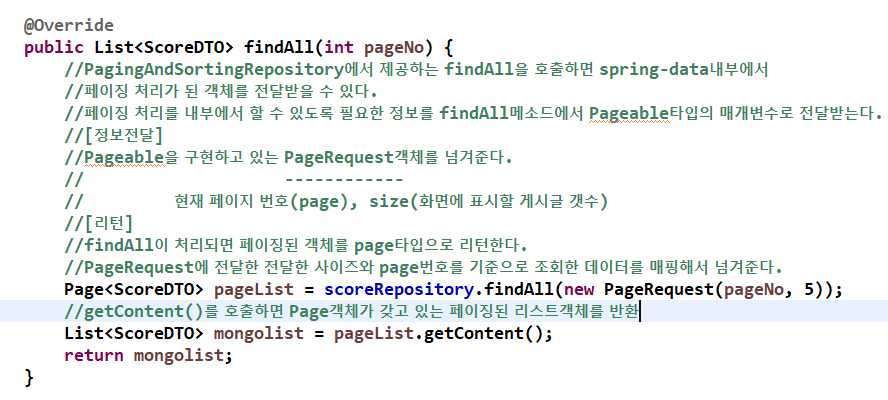 @Override
public List<ScoreDTO> findAll(int pageNo) {
//PagingAndSortingRepository에서 제공하는 findAll을 호출하면 spring-data내부에서
//페이징 처리가 된 객체를 전달받을 수 있다.
//페이징 처리를 내부에서 할 수 있도록 필요한 정보를 findAll메소드에서 Pageable타입의 매개변수로 전달받는다.
//[정보전달]
//Pageable을 구현하고 있는 PageRequest객체를 넘겨준다.
// ------------
// 현재 페이지 번호(page), size(화면에 표시할 게시글 갯수)
//[리턴]
//findAll이 처리되면 페이징된 객체를 page타입으로 리턴한다.
//PageRequest에 전달한 전달한 사이즈와 page번호를 기준으로 조회한 데이터를 매핑해서 넘겨준다.
Page<ScoreDTO> pageList = scoreRepository.findAll(new PageRequest(pageNo, 5));
//getContent()를 호출하면 Page객체가 갖고 있는 페이징된 리스트객체를 반환
List<ScoreDTO> mongolist = pageList.getContent();
return mongolist;
}